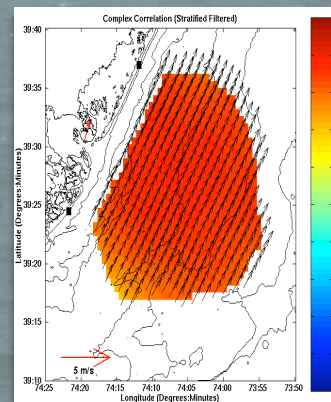 Complex Correlation (Stratified Filtered)
39:40
39:35
39:30
39:25
39:20
39:15
39:10
Latitude (Degrees:Minutes)
5 m/s
74:25 74:20 74:15 74:10 74:05 74:00 73:55 73:50
Longitude (Degrees:Minutes)